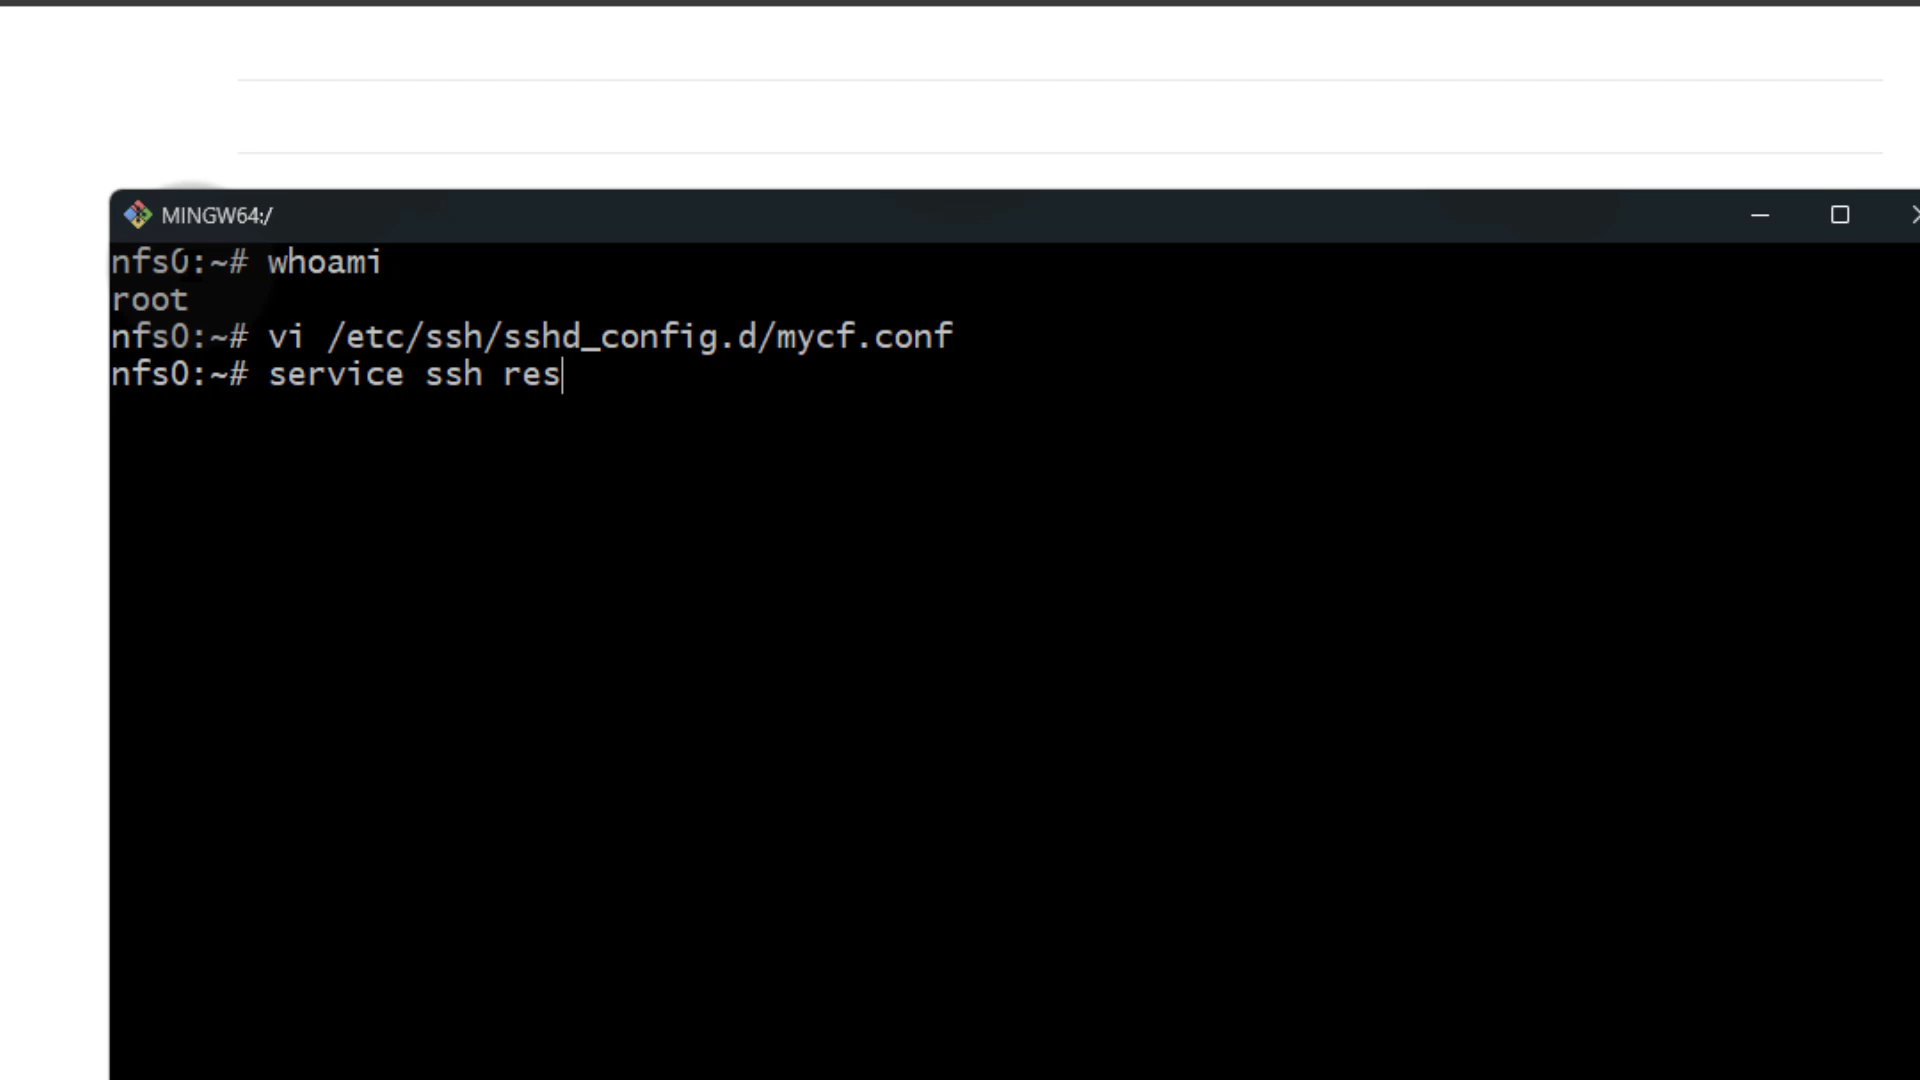 MINGW64:/
nfs0:~# whoami
root
nfs0:~# vi /etc/ssh/sshd_config.d/mycf.conf
nfs0:~# service ssh res